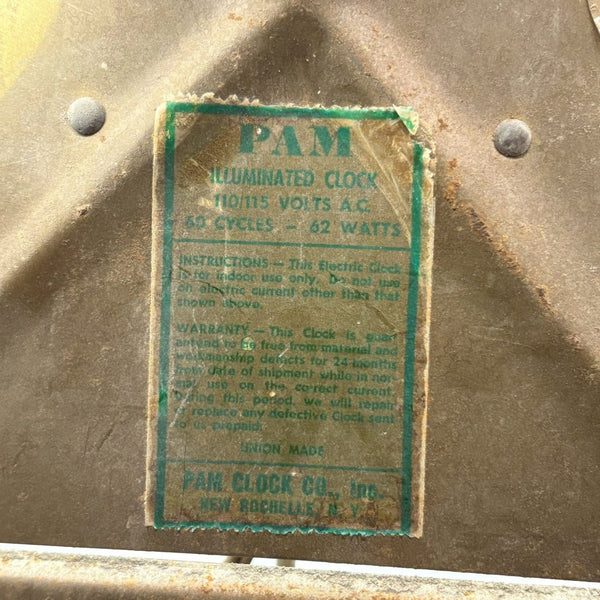 PAM
ILLUMINATED CLOCK
110/115 VOLTS A.C.
60 CYCLES – 62 WATTS
INSTRUCTIONS – This Electric Clock
is for indoor use only. Do not use
on electric current other than that
shown above.
WARRANTY – This Clock is guar
antend to be free from material and
workmanship defects for 24 months
from date of shipment while in nor
mal use on the correct current.
During this period, we will repair
or replace any defective Clock sent
to us prepaid.
UNION MADE
PAM CLOCK CO., Inc.
NEW ROCHELLE, N. Y.